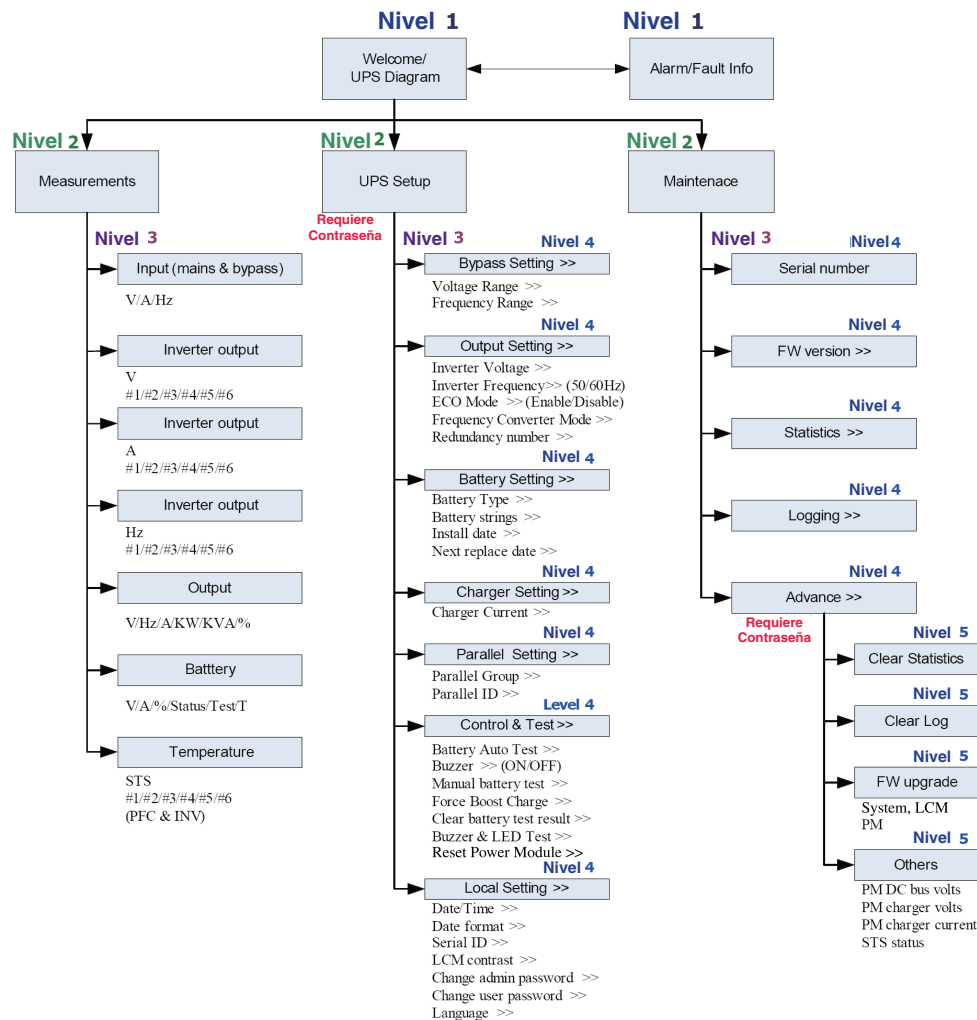 Nivel 1
Nivel 1
Welcome/
UPS Diagram
Alarm/Fault Info
Nivel 2
Measurements
Nivel 3
Input (mains & bypass)
V/A/Hz
Inverter output
V
#1/#2/#3/#4/#5/#6
Inverter output
A
#1/#2/#3/#4/#5/#6
Inverter output
Hz
#1/#2/#3/#4/#5/#6
Output
V/Hz/A/KW/KVA/%
Batttery
V/A/%/Status/Test/T
Temperature
STS
#1/#2/#3/#4/#5/#6
(PFC & INV)
Nivel 2
UPS Setup
Requiere
Contraseña
Nivel 3
Nivel 4
Bypass Setting >>
Voltage Range >>
Frequency Range >>
Nivel 4
Output Setting >>
Inverter Voltage >>
Inverter Frequency>> (50/60Hz)
ECO Mode >> (Enable/Disable)
Frequency Converter Mode >>
Redundancy number >>
Nivel 4
Battery Setting >>
Battery Type >>
Battery strings >>
Install date >>
Next replace date >>
Nivel 4
Charger Setting >>
Charger Current >>
Nivel 4
Parallel Setting >>
Parallel Group >>
Parallel ID >>
Level 4
Control & Test >>
Battery Auto Test >>
Buzzer >> (ON/OFF)
Manual battery test >>
Force Boost Charge >>
Clear battery test result >>
Buzzer & LED Test >>
Reset Power Module >>
Nivel 4
Local Setting >>
Date/Time >>
Date format >>
Serial ID >>
LCM contrast >>
Change admin password >>
Change user password >>
Language >>
Nivel 2
Maintenace
Nivel 3
Nivel 4
Serial number
Nivel 4
FW version >>
Nivel 4
Statistics >>
Nivel 4
Logging >>
Nivel 4
Advance >>
Requiere
Contraseña
Nivel 5
Clear Statistics
Nivel 5
Clear Log
Nivel 5
FW upgrade
System, LCM
PM
Nivel 5
Others
PM DC bus volts
PM charger volts
PM charger current
STS status